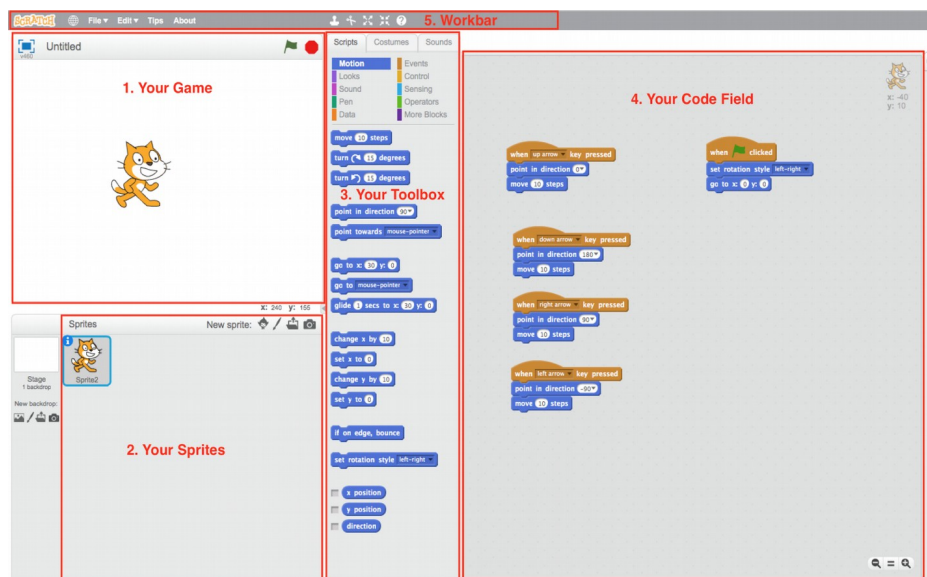 SCRATCH File Edit Tips About 5. Workbar
v460 Untitled
1. Your Game
x: 240 y: 155
Sprites New sprite:
Sprite2
Stage
1 backdrop
New backdrop:
2. Your Sprites
Scripts Costumes Sounds
Motion Events
Looks Control
Sound Sensing
Pen Operators
Data More Blocks
move 10 steps
turn 15 degrees
turn 15 degrees
3. Your Toolbox
point in direction 90
point towards mouse-pointer
go to x: 30 y: 0
go to mouse-pointer
glide 1 secs to x: 30 y: 0
change x by 10
set x to 0
change y by 10
set y to 0
if on edge, bounce
set rotation style left-right
x position
y position
direction
4. Your Code Field
x: -40
y: 10
when up arrow key pressed
point in direction 0
move 10 steps
when clicked
set rotation style left-right
go to x: 0 y: 0
when down arrow key pressed
point in direction 180
move 10 steps
when right arrow key pressed
point in direction 90
move 10 steps
when left arrow key pressed
point in direction -90
move 10 steps